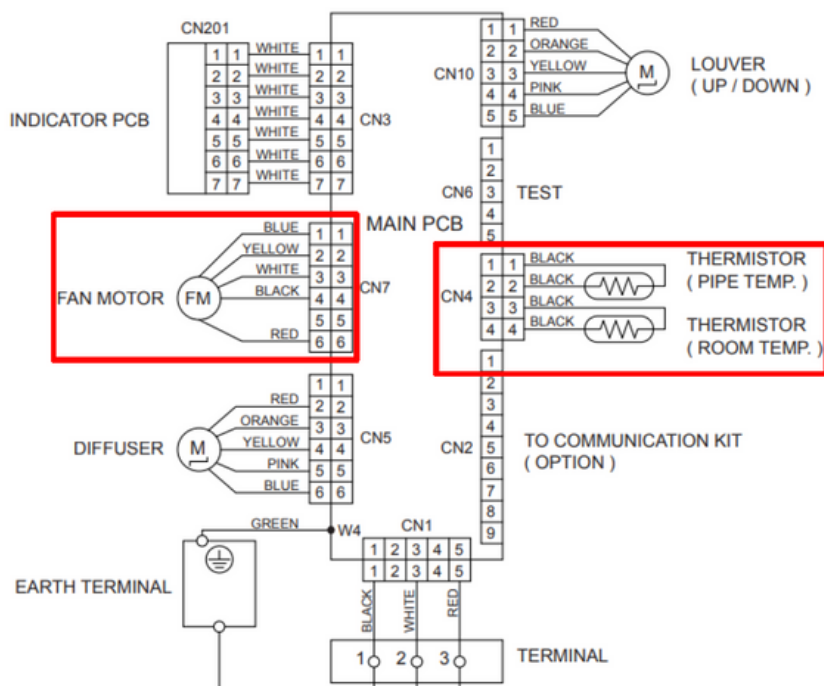 CN201
INDICATOR PCB
1 1 WHITE 1 1
2 2 WHITE 2 2
3 3 WHITE 3 3
4 4 WHITE 4 4
5 5 WHITE 5 5
6 6 WHITE 6 6
7 7 WHITE 7 7
CN3
MAIN PCB
CN10
1 1 RED
2 2 ORANGE
3 3 YELLOW
4 4 PINK
5 5 BLUE
M
LOUVER
( UP / DOWN )
CN6
1
2
3
4
5
TEST
FAN MOTOR
FM
BLUE 1 1
YELLOW 2 2
WHITE 3 3
BLACK 4 4
5 5
RED 6 6
CN7
CN4
1 1 BLACK
2 2 BLACK
3 3 BLACK
4 4 BLACK
THERMISTOR
( PIPE TEMP. )
THERMISTOR
( ROOM TEMP. )
DIFFUSER
M
1 1
RED 2 2
ORANGE 3 3
YELLOW 4 4
PINK 5 5
BLUE 6 6
CN5
CN2
1
2
3
4
5
6
7
8
9
TO COMMUNICATION KIT
( OPTION )
GREEN
W4
EARTH TERMINAL
CN1
1 2 3 4 5
1 2 3 4 5
BLACK
WHITE
RED
1 2 3
TERMINAL